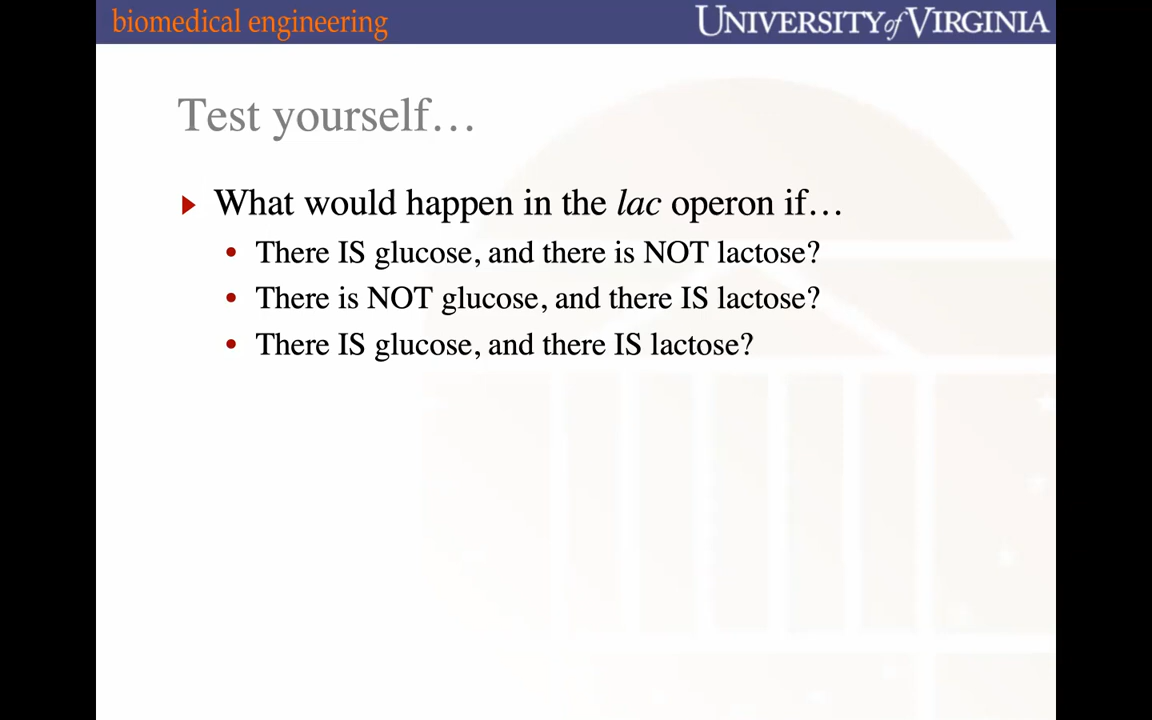 biomedical engineering
UNIVERSITY of VIRGINIA
Test yourself…
What would happen in the lac operon if…
There IS glucose, and there is NOT lactose?
There is NOT glucose, and there IS lactose?
There IS glucose, and there IS lactose?